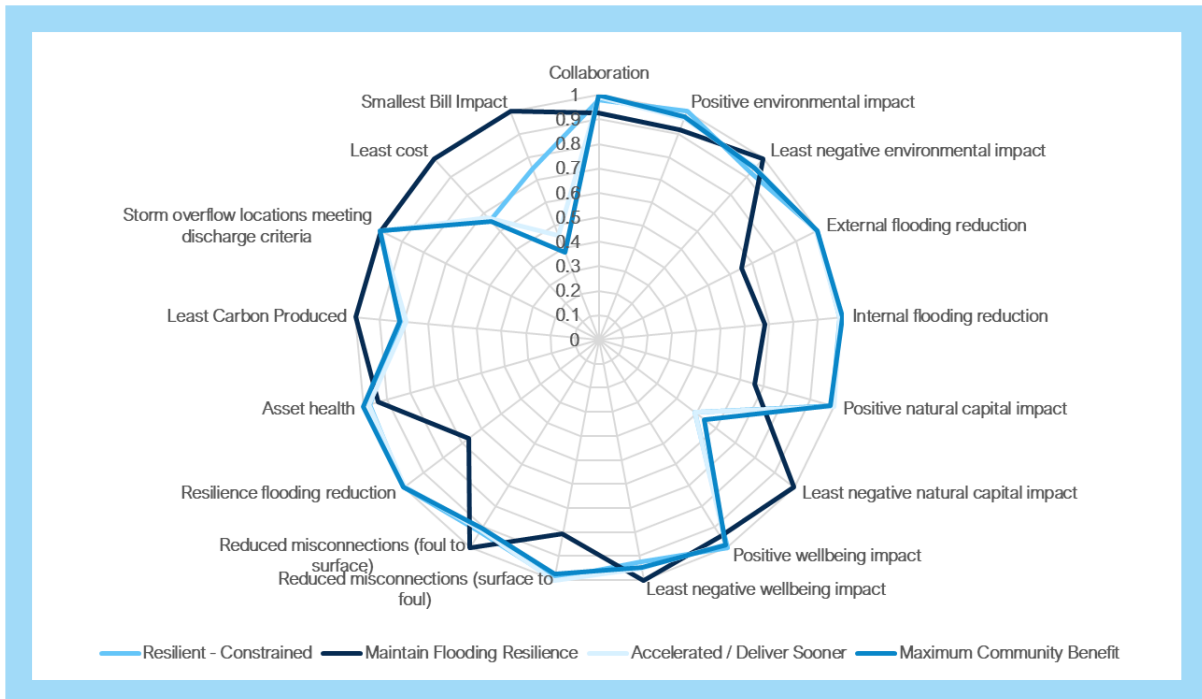 Collaboration
Positive environmental impact
Least negative environmental impact
External flooding reduction
Internal flooding reduction
Positive natural capital impact
Least negative natural capital impact
Positive wellbeing impact
Least negative wellbeing impact
Reduced misconnections (surface to
foul)
Reduced misconnections (foul to
surface)
Resilience flooding reduction
Asset health
Least Carbon Produced
Storm overflow locations meeting
discharge criteria
Least cost
Smallest Bill Impact
1
0.9
0.8
0.7
0.6
0.5
0.4
0.3
0.2
0.1
0
Resilient - Constrained
Maintain Flooding Resilience
Accelerated / Deliver Sooner
Maximum Community Benefit